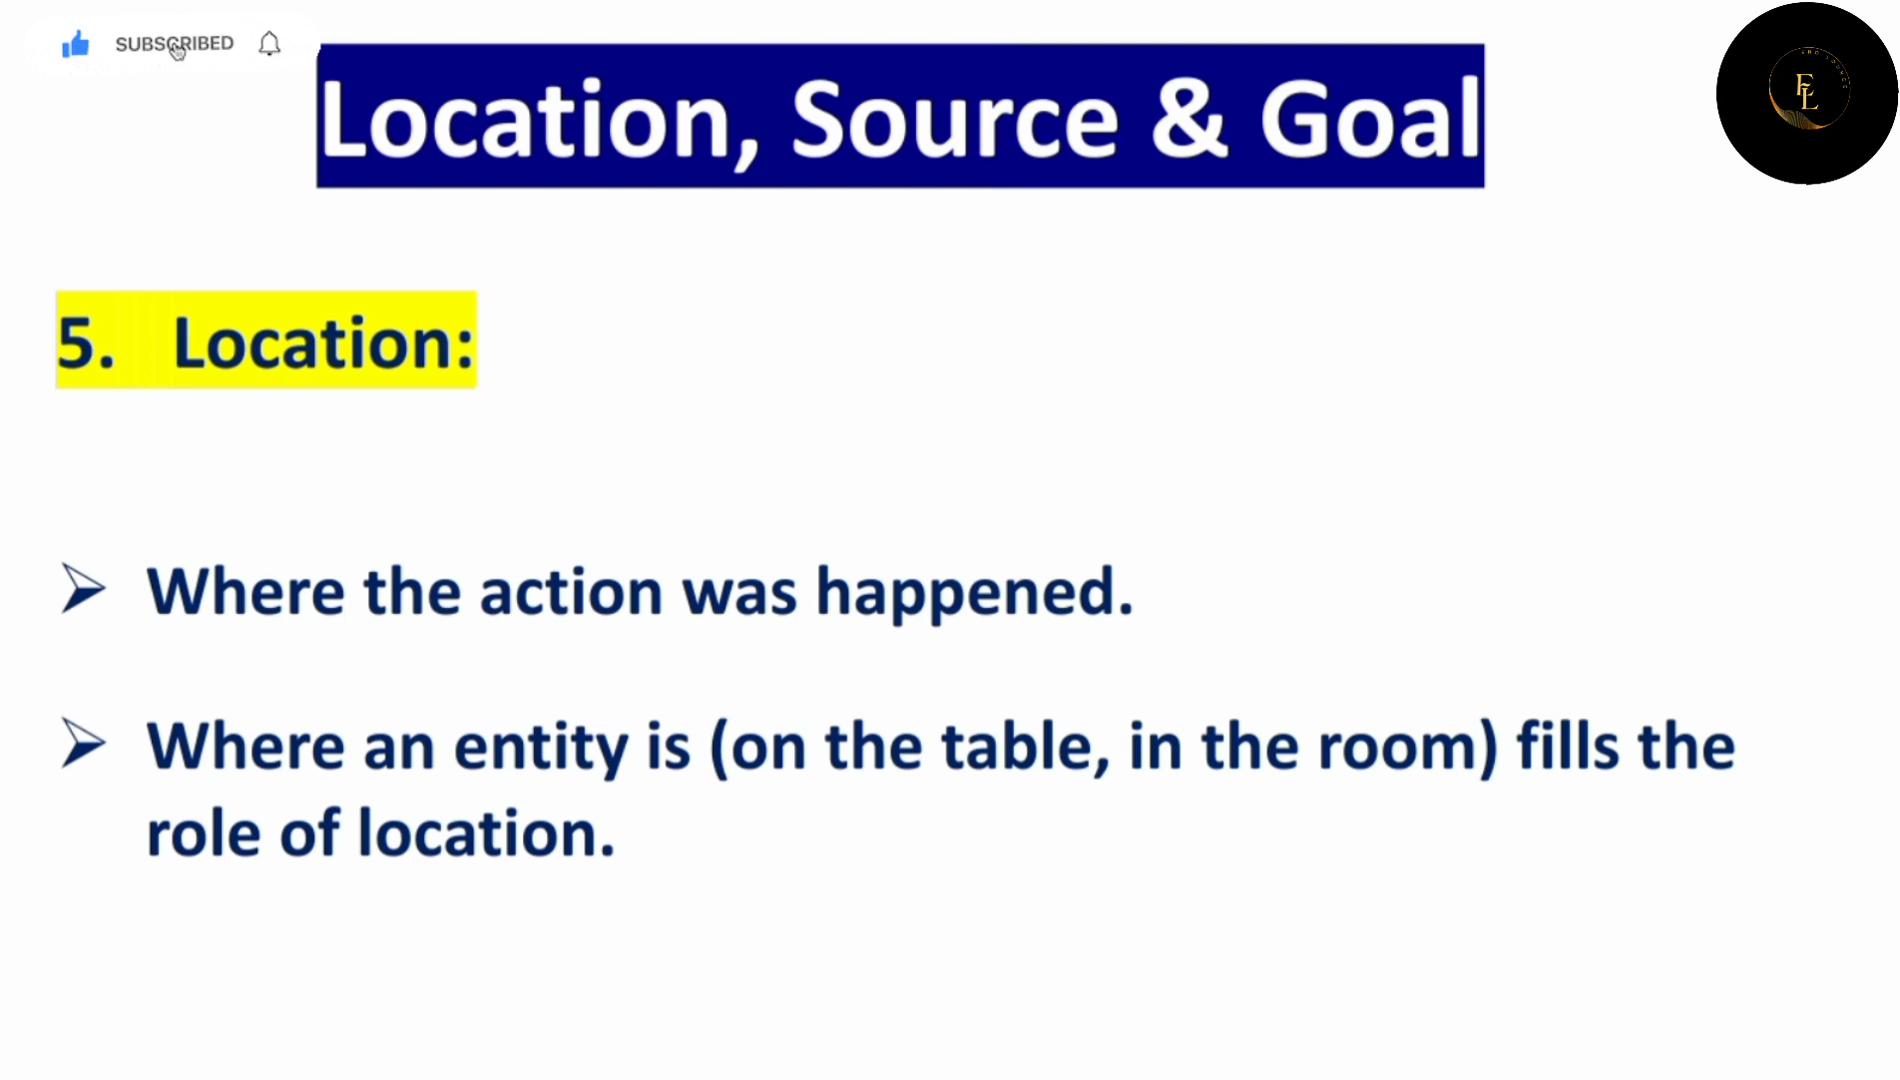 SUBSCRIBED
Location, Source & Goal
FL
5. Location:
➢ Where the action was happened.
➢ Where an entity is (on the table, in the room) fills the
role of location.